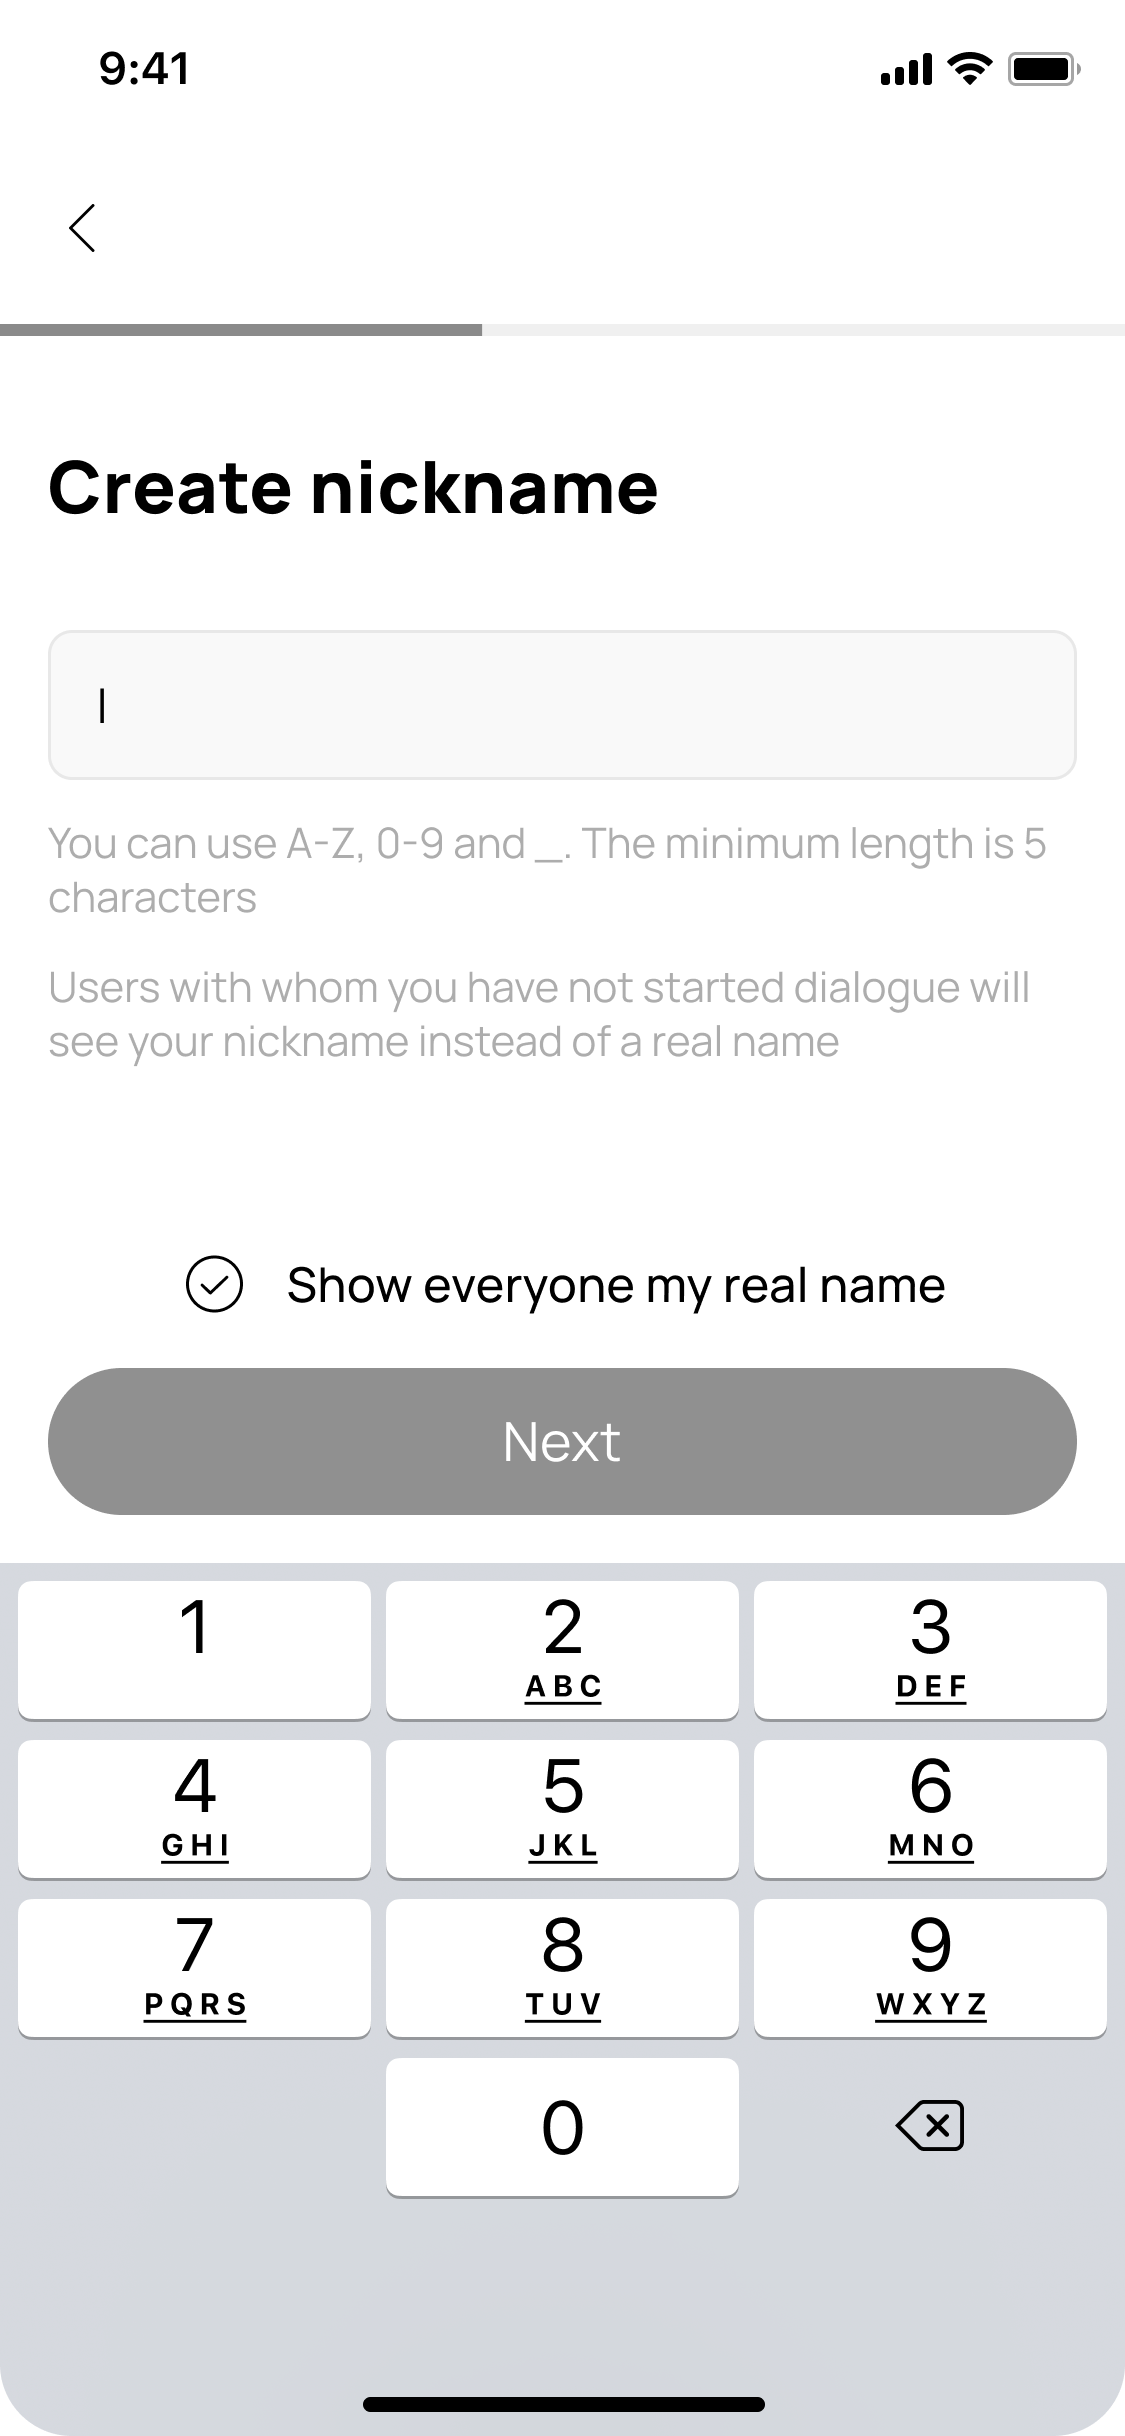 9:41
Create nickname
You can use A-Z, 0-9 and _. The minimum length is 5
characters
Users with whom you have not started dialogue will
see your nickname instead of a real name
Show everyone my real name
Next
1
2
ABC
3
DEF
4
GHI
5
JKL
6
MNO
7
PQRS
8
TUV
9
WXYZ
0